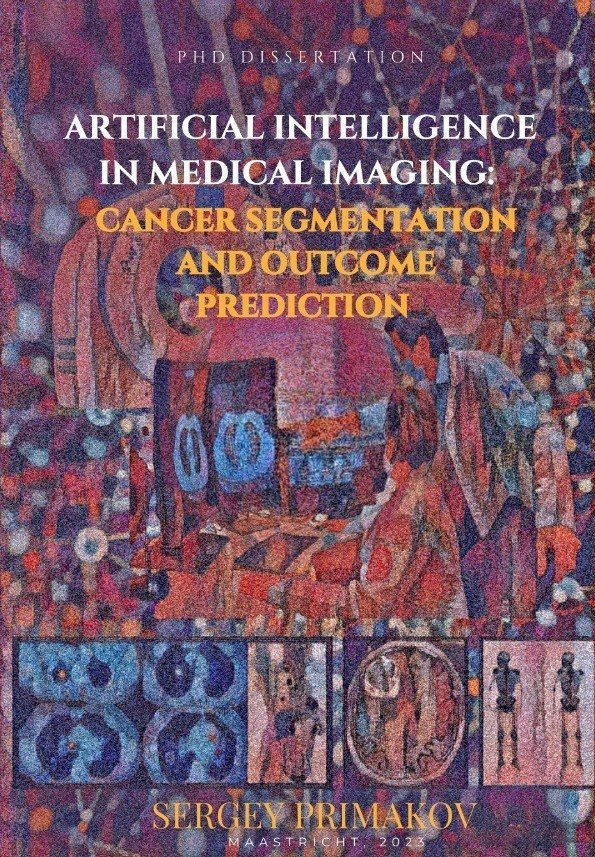 PHD DISSERTATION
ARTIFICIAL INTELLIGENCE
IN MEDICAL IMAGING:
CANCER SEGMENTATION
AND OUTCOME
PREDICTION
SERGEY PRIMAKOV
MAASTRICHT, 2023